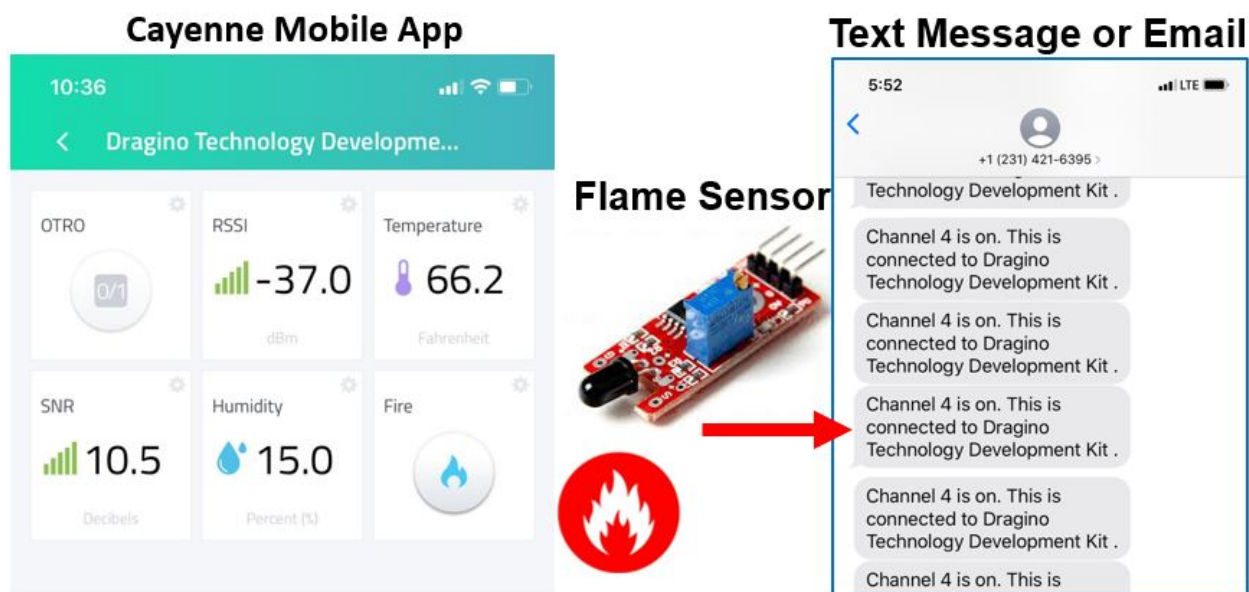 Cayenne Mobile App
10:36
Dragino Technology Developme...
OTRO
0/1
RSSI
-37.0
dBm
Temperature
66.2
Fahrenheit
SNR
10.5
Decibels
Humidity
15.0
Percent (%)
Fire
Flame Sensor
Text Message or Email
5:52
LTE
+1 (231) 421-6395
Technology Development Kit .
Channel 4 is on. This is
connected to Dragino
Technology Development Kit .
Channel 4 is on. This is
connected to Dragino
Technology Development Kit .
Channel 4 is on. This is
connected to Dragino
Technology Development Kit .
Channel 4 is on. This is
connected to Dragino
Technology Development Kit .
Channel 4 is on. This is